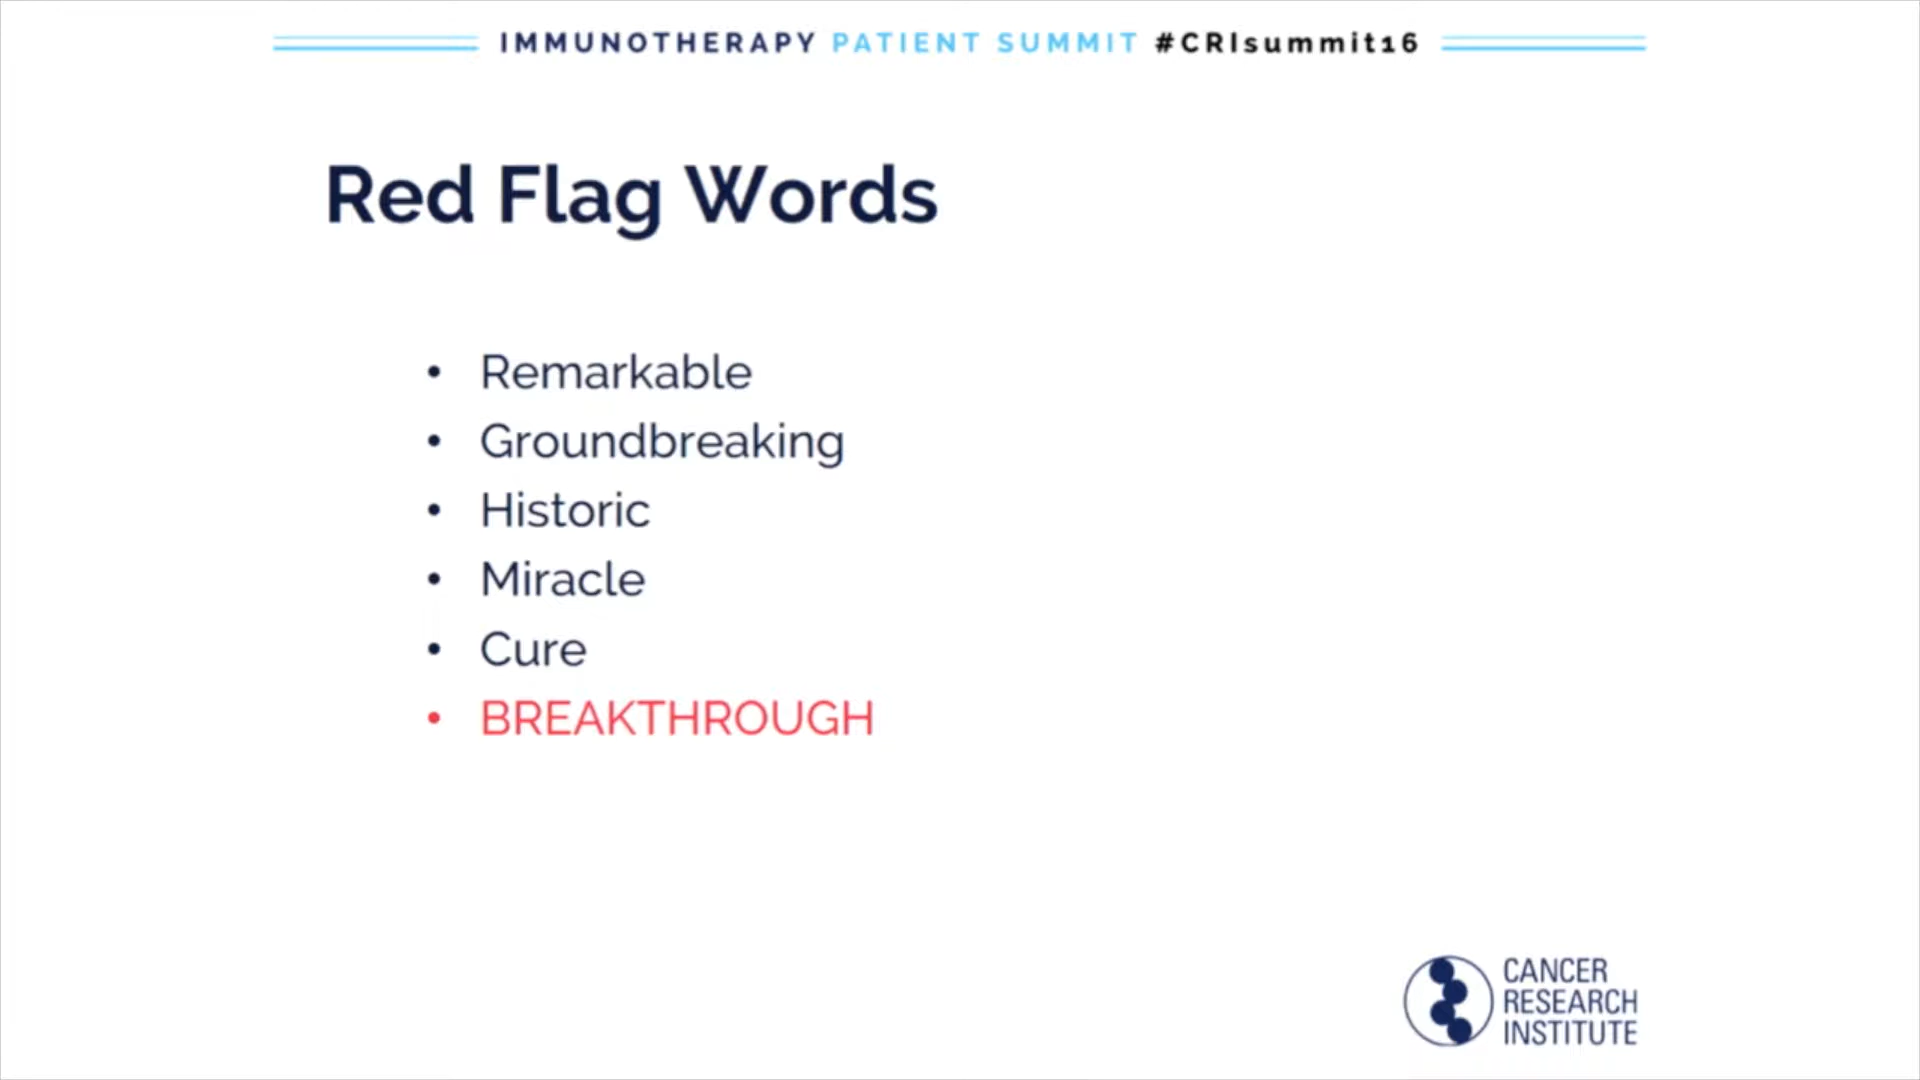 IMMUNOTHERAPY PATIENT SUMMIT #CRIsummit16
Red Flag Words
• Remarkable
• Groundbreaking
• Historic
• Miracle
• Cure
• BREAKTHROUGH
CANCER
RESEARCH
INSTITUTE